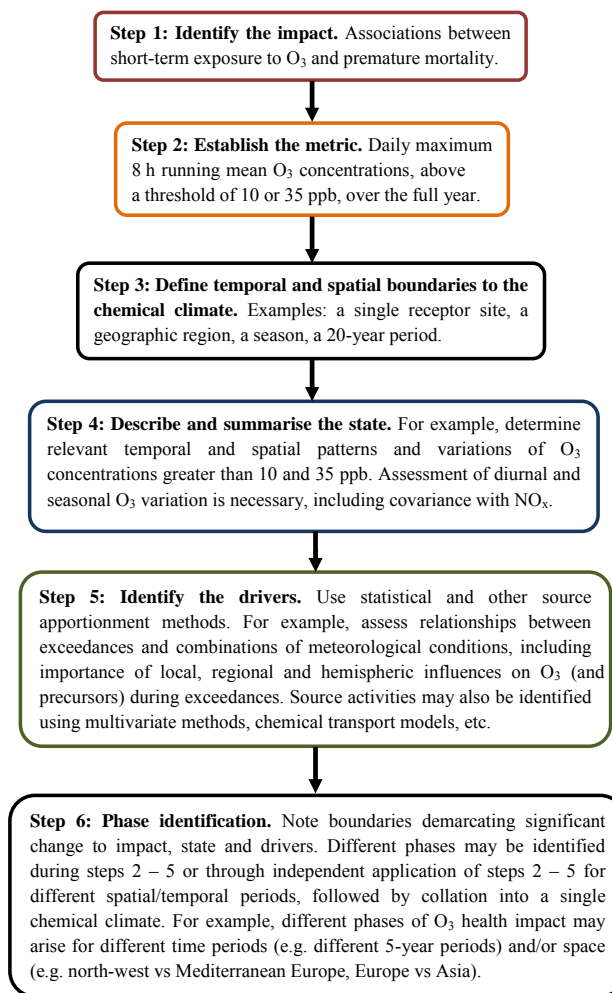 Step 1: Identify the impact. Associations between
short-term exposure to O₃ and premature mortality.
Step 2: Establish the metric. Daily maximum
8 h running mean O₃ concentrations, above
a threshold of 10 or 35 ppb, over the full year.
Step 3: Define temporal and spatial boundaries to the
chemical climate. Examples: a single receptor site, a
geographic region, a season, a 20-year period.
Step 4: Describe and summarise the state. For example, determine
relevant temporal and spatial patterns and variations of O₃
concentrations greater than 10 and 35 ppb. Assessment of diurnal and
seasonal O₃ variation is necessary, including covariance with NOₓ.
Step 5: Identify the drivers. Use statistical and other source
apportionment methods. For example, assess relationships between
exceedances and combinations of meteorological conditions, including
importance of local, regional and hemispheric influences on O₃ (and
precursors) during exceedances. Source activities may also be identified
using multivariate methods, chemical transport models, etc.
Step 6: Phase identification. Note boundaries demarcating significant
change to impact, state and drivers. Different phases may be identified
during steps 2 – 5 or through independent application of steps 2 – 5 for
different spatial/temporal periods, followed by collation into a single
chemical climate. For example, different phases of O₃ health impact may
arise for different time periods (e.g. different 5-year periods) and/or space
(e.g. north-west vs Mediterranean Europe, Europe vs Asia).